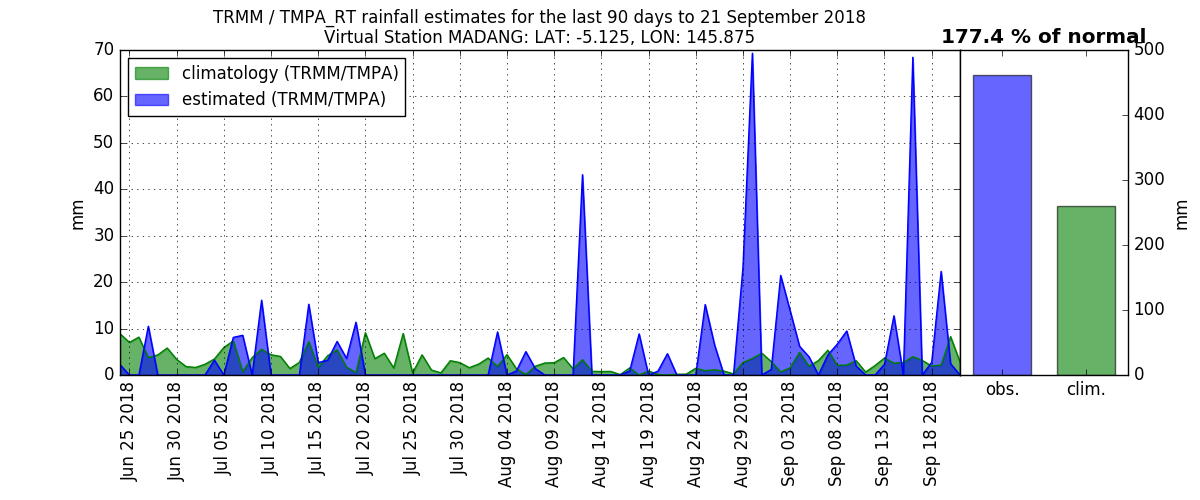 TRMM / TMPA_RT rainfall estimates for the last 90 days to 21 September 2018
Virtual Station MADANG: LAT: -5.125, LON: 145.875
177.4 % of normal
climatology (TRMM/TMPA)
estimated (TRMM/TMPA)
mm
70
60
50
40
30
20
10
0
Jun 25 2018
Jun 30 2018
Jul 05 2018
Jul 10 2018
Jul 15 2018
Jul 20 2018
Jul 25 2018
Jul 30 2018
Aug 04 2018
Aug 09 2018
Aug 14 2018
Aug 19 2018
Aug 24 2018
Aug 29 2018
Sep 03 2018
Sep 08 2018
Sep 13 2018
Sep 18 2018
obs.
clim.
500
400
300
200
100
0
mm